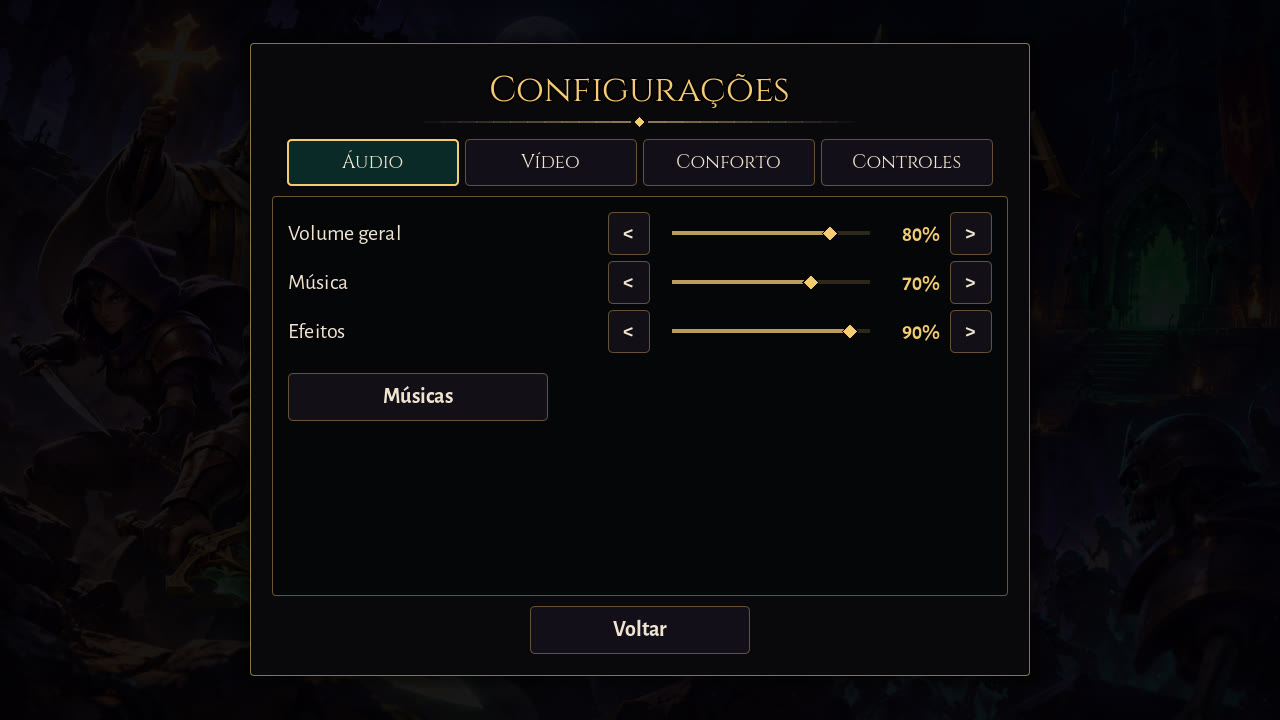 Configurações
Áudio Vídeo Conforto Controles
Volume geral < 80% >
Música < 70% >
Efeitos < 90% >
Músicas
Voltar